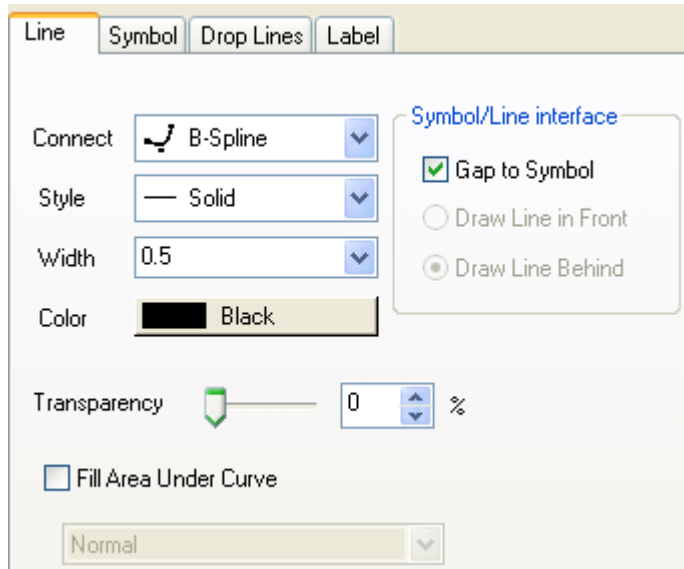 Line Symbol Drop Lines Label
Symbol/Line interface
Connect B-Spline
Gap to Symbol
Style Solid
Draw Line in Front
Width 0.5
Draw Line Behind
Color Black
Transparency 0 %
Fill Area Under Curve
Normal